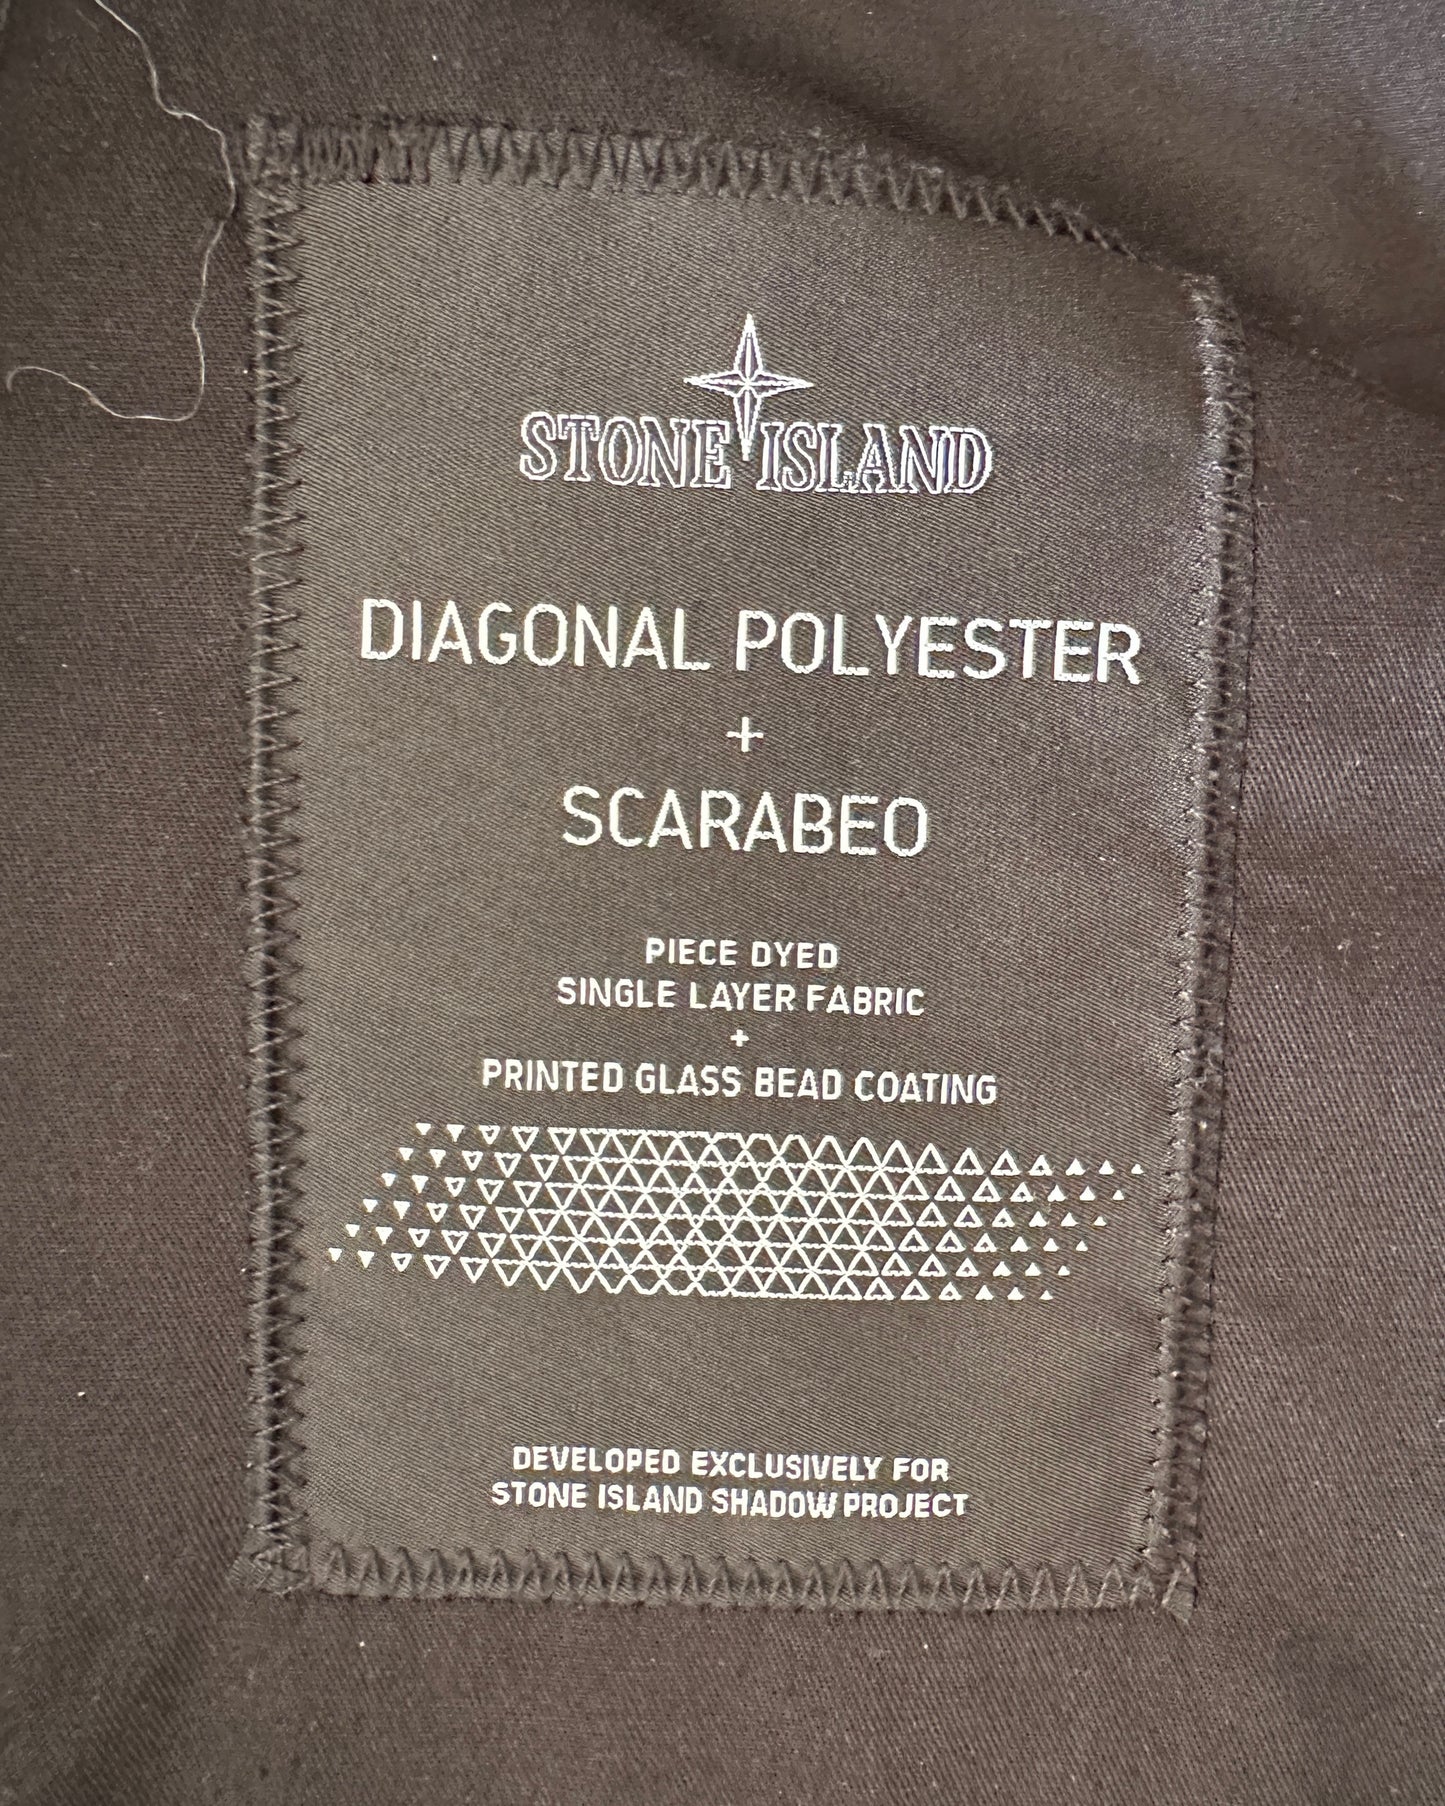 STONE ISLAND
DIAGONAL POLYESTER
+
SCARABEO
PIECE DYED
SINGLE LAYER FABRIC
+
PRINTED GLASS BEAD COATING
DEVELOPED EXCLUSIVELY FOR
STONE ISLAND SHADOW PROJECT